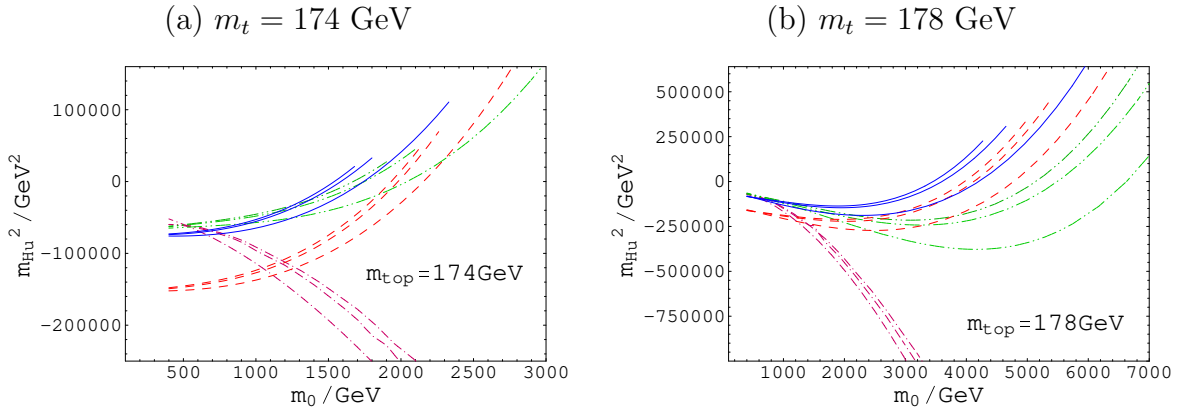 (a) m_t = 174 GeV
100000
0
−100000
−200000
m_Hu^2/GeV^2
m_top=174GeV
500 1000 1500 2000 2500 3000
m_0/GeV
(b) m_t = 178 GeV
500000
250000
0
−250000
−500000
−750000
m_Hu^2/GeV^2
m_top=178GeV
1000 2000 3000 4000 5000 6000 7000
m_0/GeV